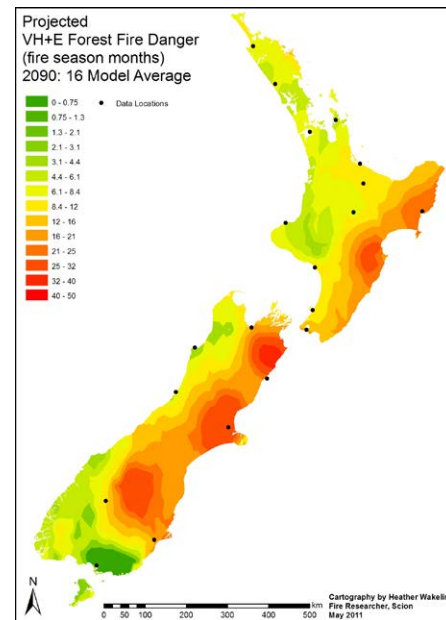 Projected
VH+E Forest Fire Danger
(fire season months)
2090: 16 Model Average
0 - 0.75
0.75 - 1.3
1.3 - 2.1
2.1 - 3.1
3.1 - 4.4
4.4 - 6.1
6.1 - 8.4
8.4 - 12
12 - 16
16 - 21
21 - 25
25 - 32
32 - 40
40 - 50
Data Locations
N
0 50 100 200 300 400 500 km
Cartography by Heather Wakelin
Fire Researcher, Scion
May 2011